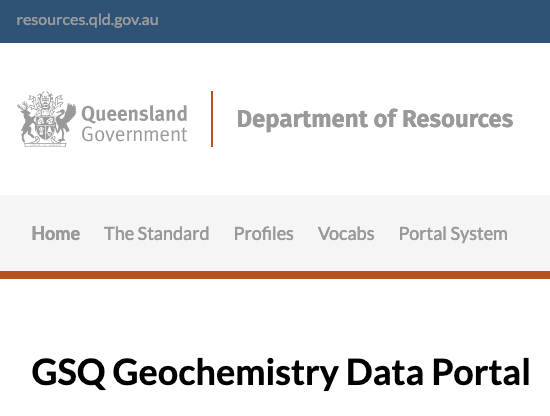 resources.qld.gov.au
Queensland
Government
Department of Resources
Home The Standard Profiles Vocabs Portal System
GSQ Geochemistry Data Portal